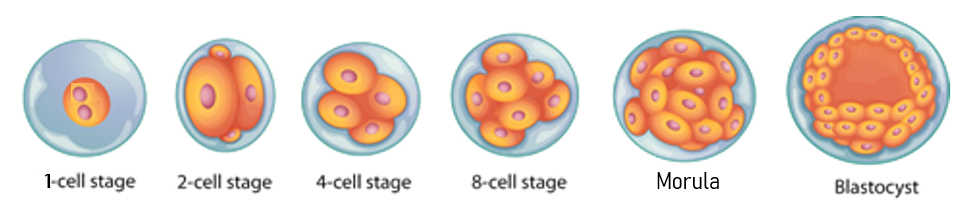 1-cell stage
2-cell stage
4-cell stage
8-cell stage
Morula
Blastocyst